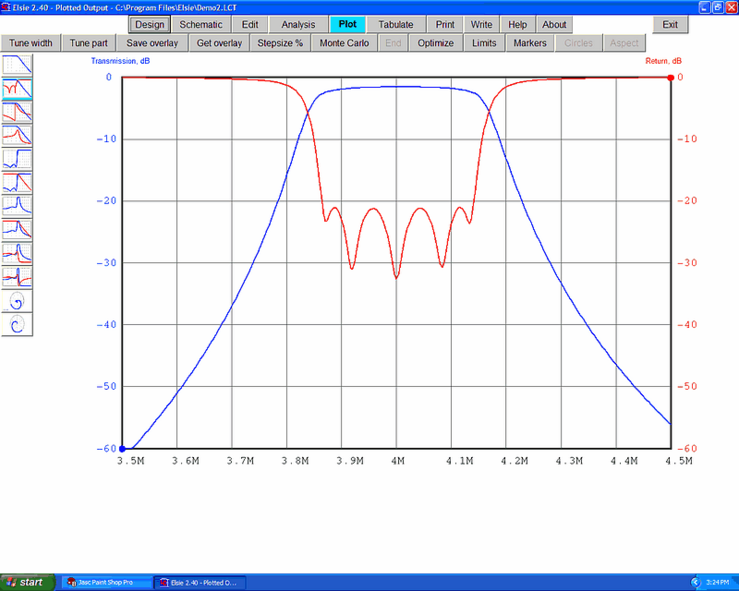 Elsie 2.40 - Plotted Output - C:\Program Files\Elsie\Demo2.LCT
Design Schematic Edit Analysis Plot Tabulate Print Write Help About Exit
Tune width Tune part Save overlay Get overlay Stepsize % Monte Carlo End Optimize Limits Markers Circles Aspect
Transmission, dB Return, dB
0 0
-10 -10
-20 -20
-30 -30
-40 -40
-50 -50
-60 -60
3.5M 3.6M 3.7M 3.8M 3.9M 4M 4.1M 4.2M 4.3M 4.4M 4.5M
start Jasc Paint Shop Pro Elsie 2.40 - Plotted D... 3:24 PM